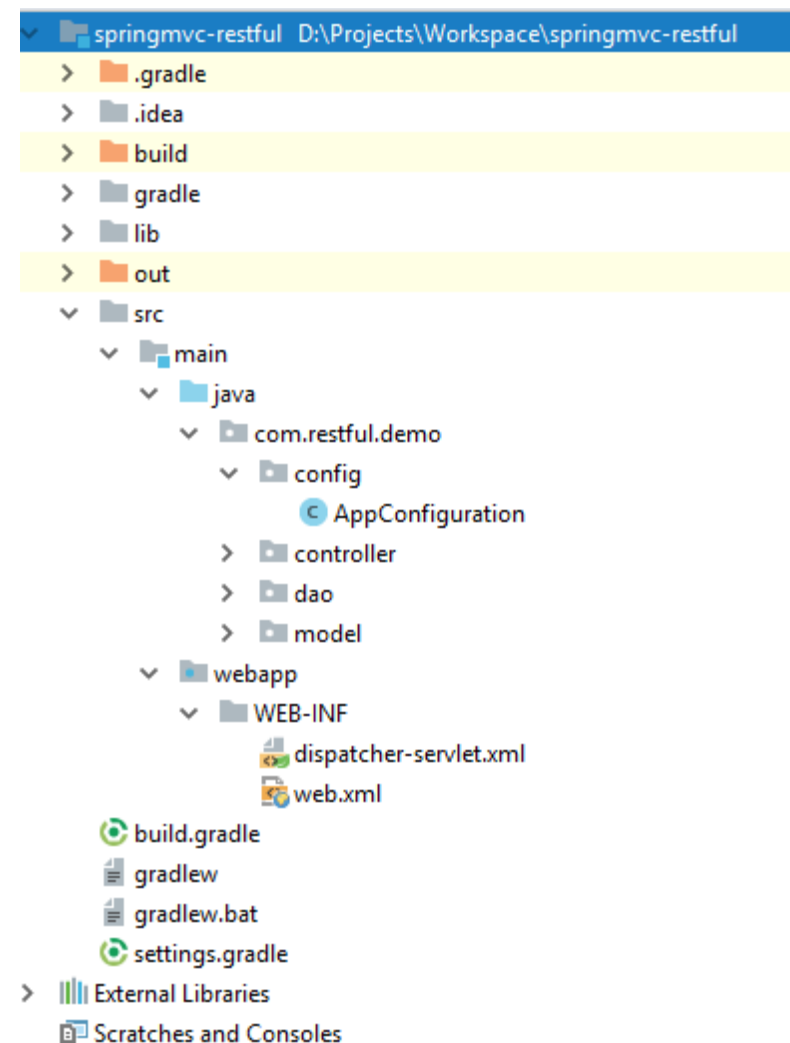 springmvc-restful D:\Projects\Workspace\springmvc-restful
.gradle
.idea
build
gradle
lib
out
src
main
java
com.restful.demo
config
C AppConfiguration
controller
dao
model
webapp
WEB-INF
dispatcher-servlet.xml
web.xml
build.gradle
gradlew
gradlew.bat
settings.gradle
External Libraries
Scratches and Consoles